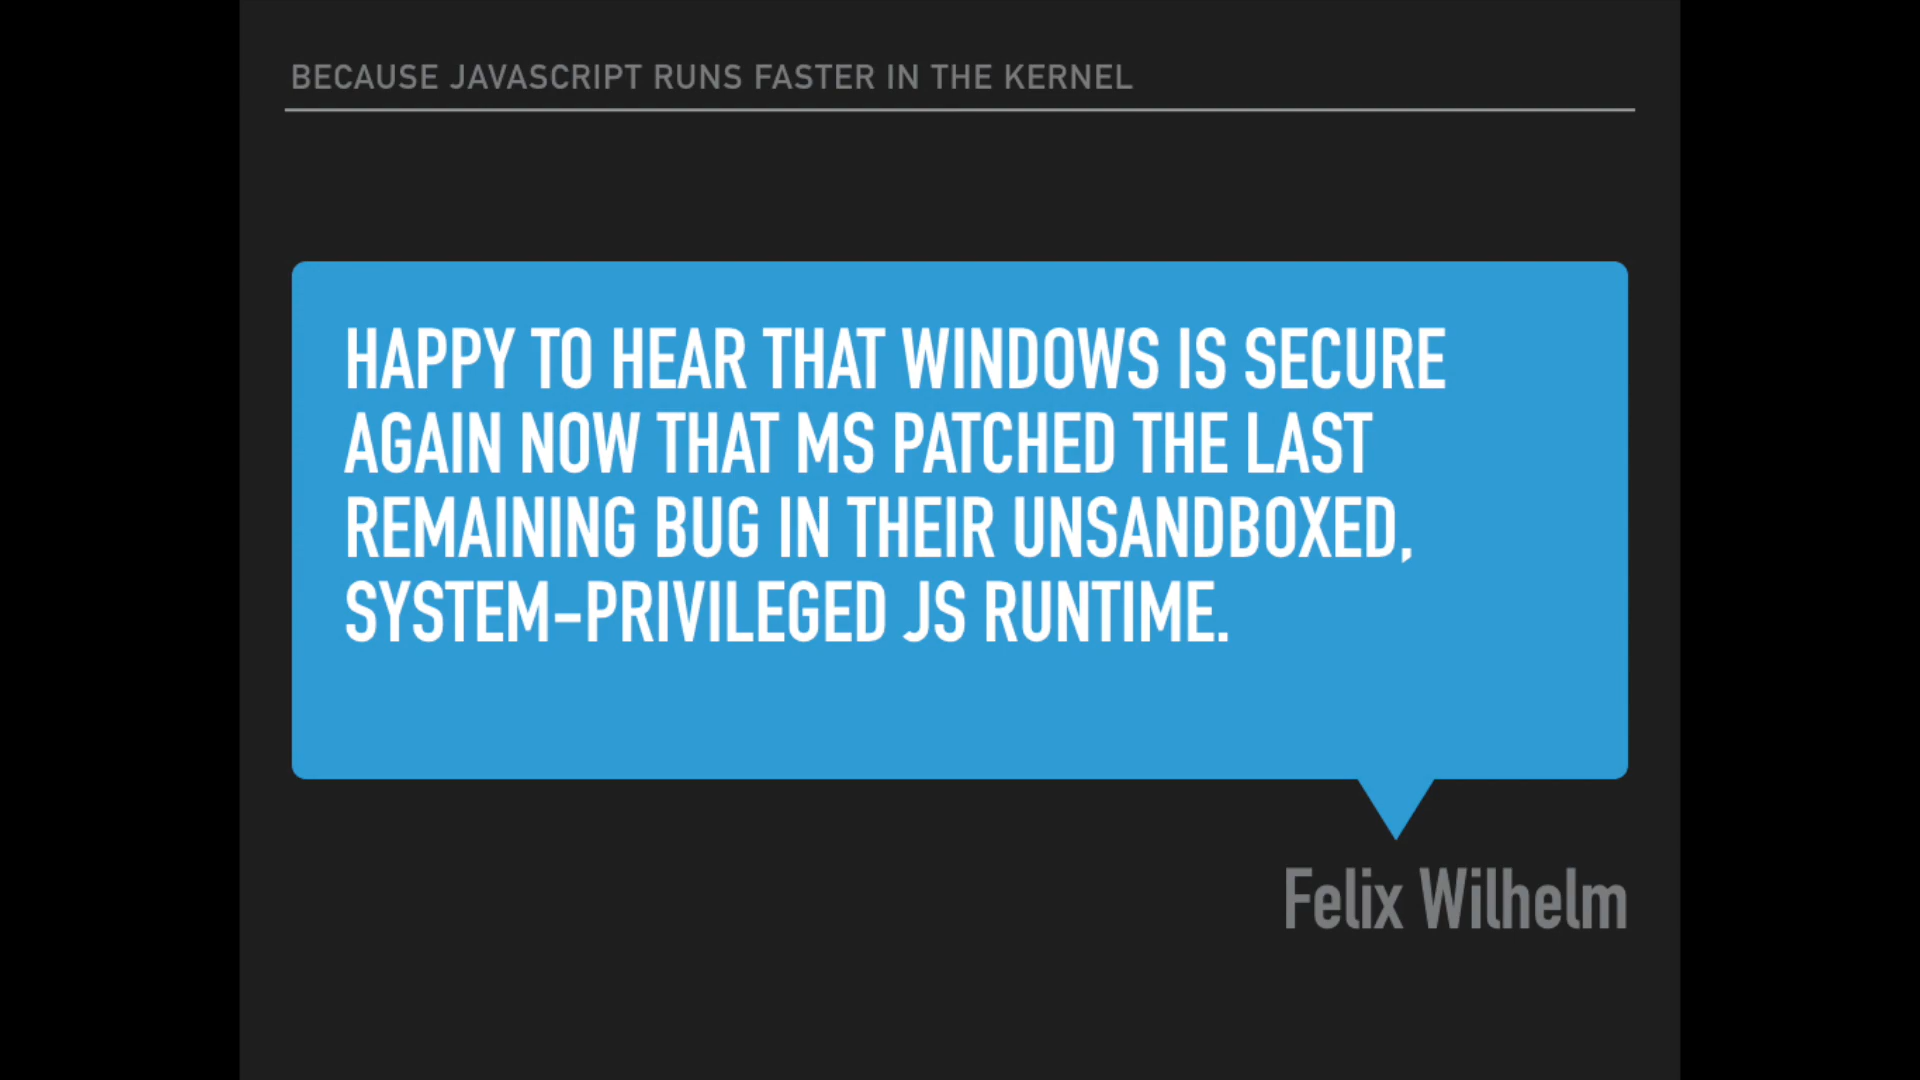 BECAUSE JAVASCRIPT RUNS FASTER IN THE KERNEL
HAPPY TO HEAR THAT WINDOWS IS SECURE
AGAIN NOW THAT MS PATCHED THE LAST
REMAINING BUG IN THEIR UNSANDBOXED,
SYSTEM-PRIVILEGED JS RUNTIME.
Felix Wilhelm